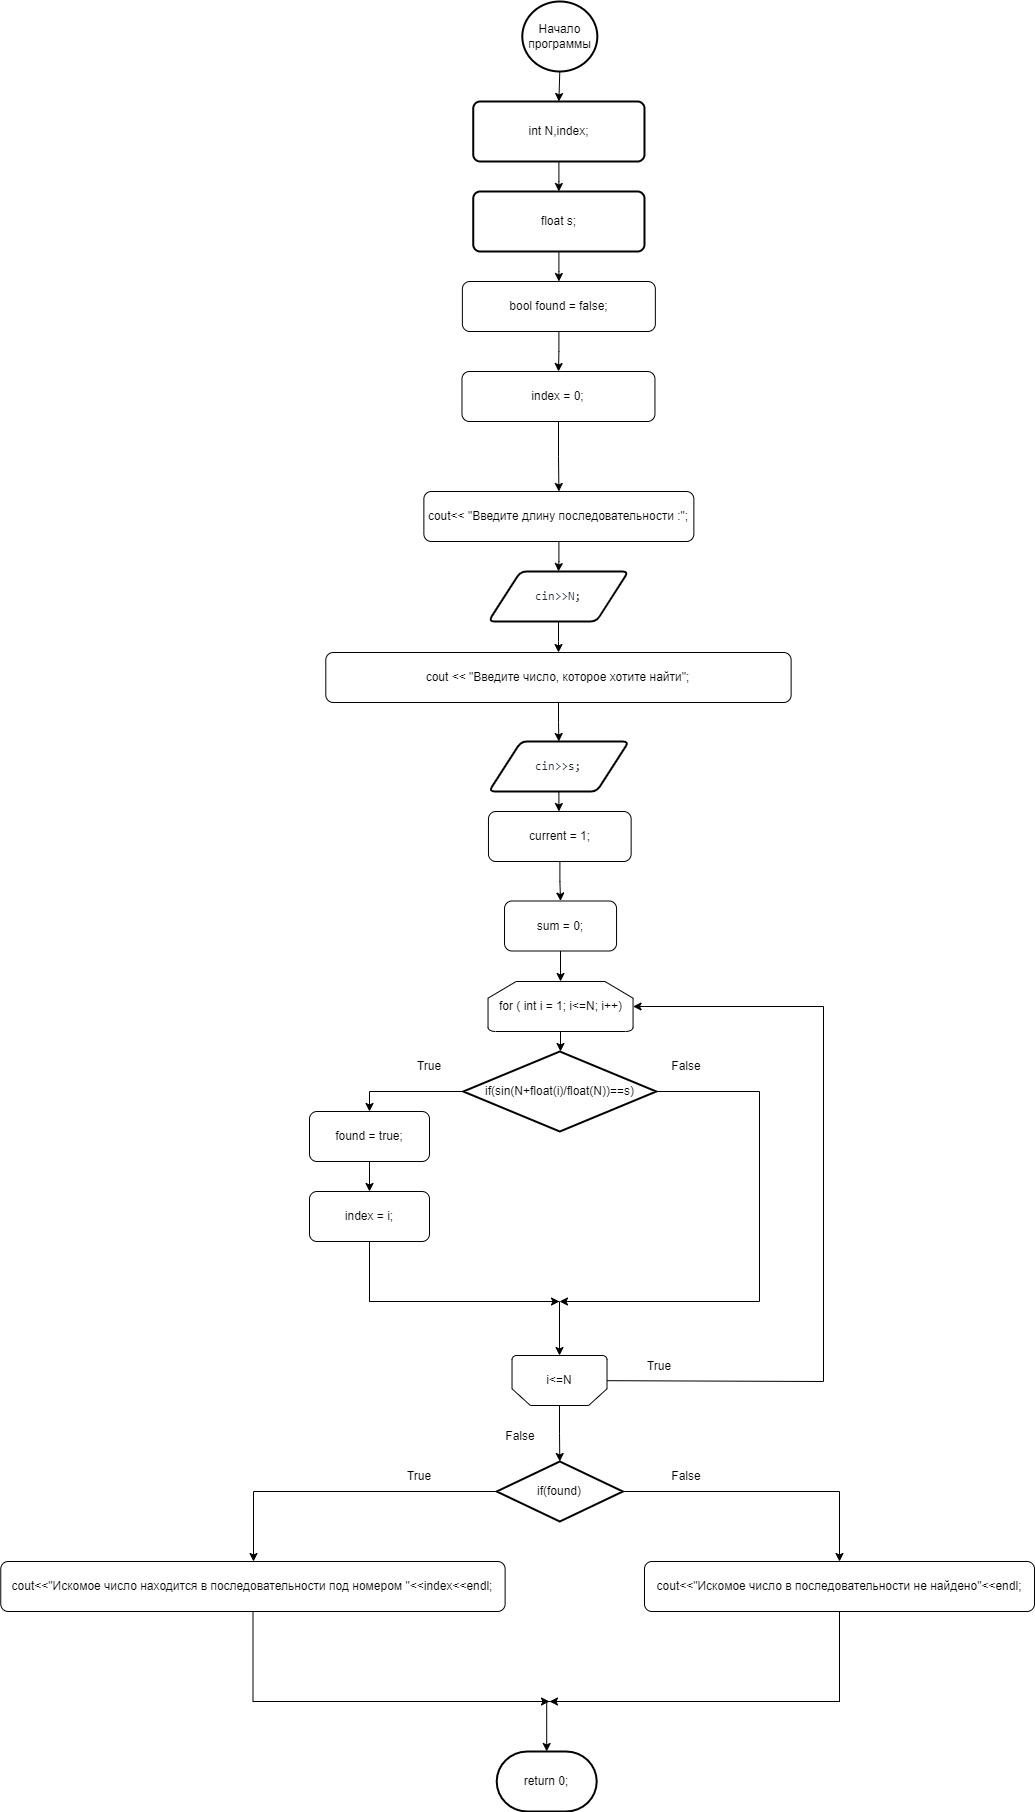 Начало
программы
int N,index;
float s;
bool found = false;
index = 0;
cout<< "Введите длину последовательности :";
cin>>N;
cout << "Введите число, которое хотите найти";
cin>>s;
current = 1;
sum = 0;
for ( int i = 1; i<=N; i++)
True
False
if(sin(N+float(i)/float(N))==s)
found = true;
index = i;
i<=N
True
False
True
False
if(found)
cout<<"Искомое число находится в последовательности под номером "<<index<<endl;
cout<<"Искомое число в последовательности не найдено"<<endl;
return 0;